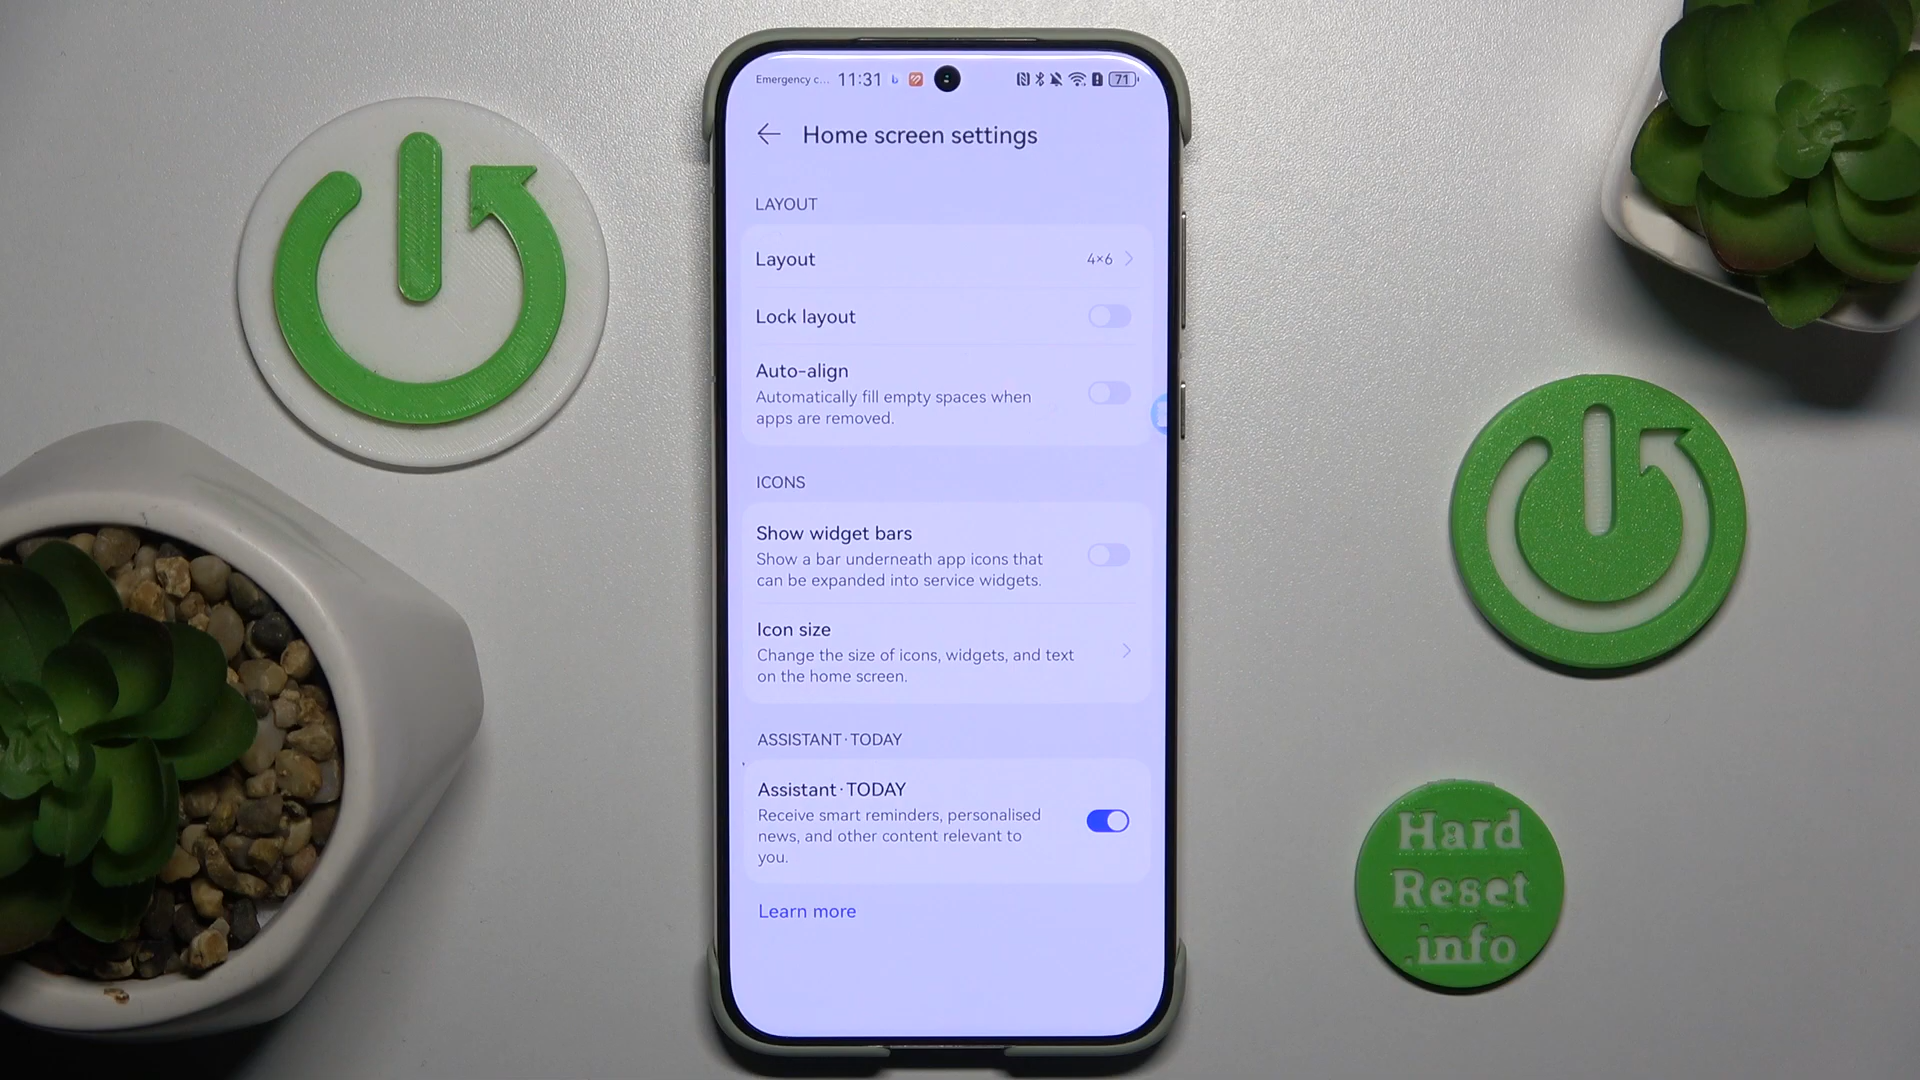 Emergency c... 11:31 71
Home screen settings
LAYOUT
Layout 4×6
Lock layout
Auto-align
Automatically fill empty spaces when
apps are removed.
ICONS
Show widget bars
Show a bar underneath app icons that
can be expanded into service widgets.
Icon size
Change the size of icons, widgets, and text
on the home screen.
ASSISTANT·TODAY
Assistant·TODAY
Receive smart reminders, personalised
news, and other content relevant to
you.
Learn more
Hard
Reset
.info